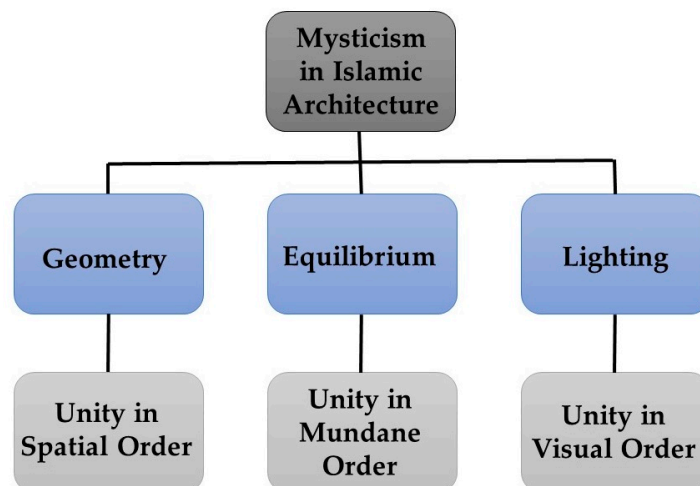 Mysticism
in Islamic
Architecture
Geometry
Equilibrium
Lighting
Unity in
Spatial Order
Unity in
Mundane
Order
Unity in
Visual Order